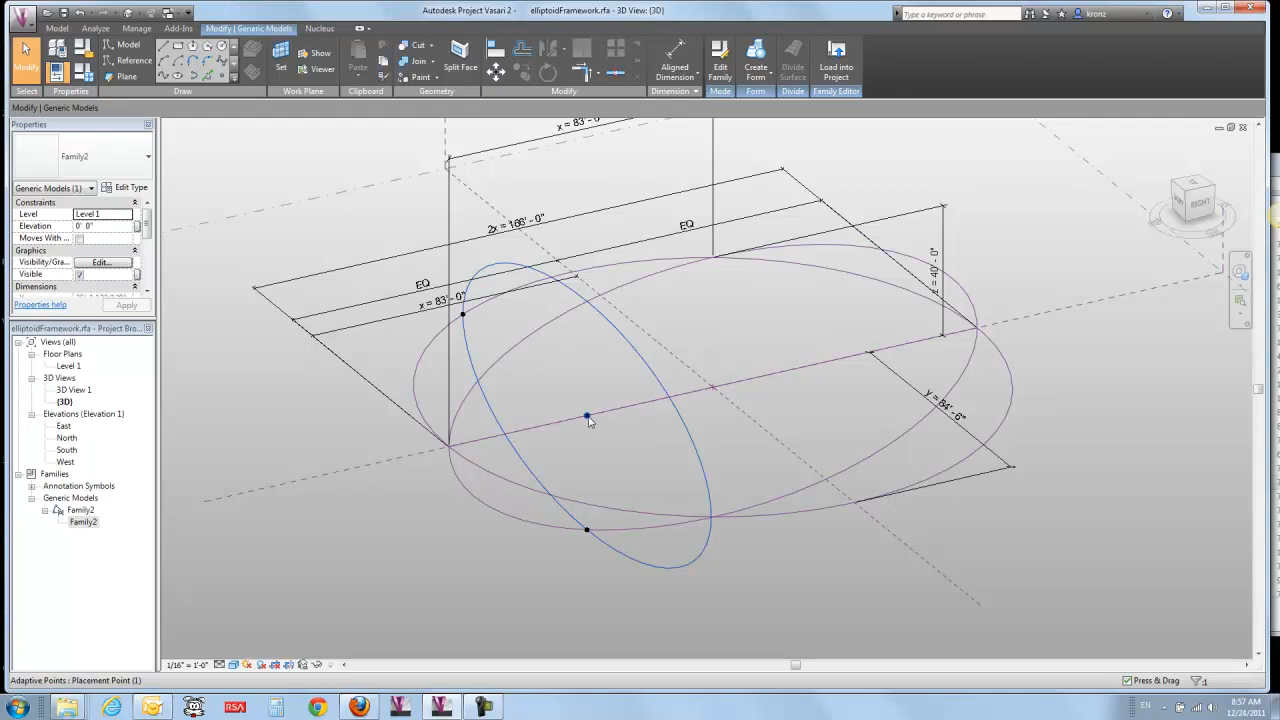 Autodesk Project Vasari 2 - elliptoidFramework.rfa - 3D View: {3D}
Type a keyword or phrase
kronz
Model Analyze Manage Add-Ins Modify | Generic Models Nucleus
Modify
Model
Reference
Plane
Set
Show
Viewer
Paste
Cut
Join
Paint
Split Face
Aligned Dimension
Edit Family
Create Form
Divide Surface
Load into Project
Select Properties Draw Work Plane Clipboard Geometry Modify Dimension Mode Form Divide Family Editor
Modify | Generic Models
Properties
Family2
Generic Models (1) Edit Type
Constraints
Level Level 1
Elevation 0' 0"
Moves With ...
Graphics
Visibility/Gra... Edit...
Visible
Dimensions
Properties help Apply
elliptoidFramework.rfa - Project Bro...
Views (all)
Floor Plans
Level 1
3D Views
3D View 1
{3D}
Elevations (Elevation 1)
East
North
South
West
Families
Annotation Symbols
Generic Models
Family2
Family2
x = 83' - 0"
2x = 166' - 0"
EQ
EQ
x = 83' - 0"
z = 40' - 0"
y = 84' - 6"
RIGHT
1/16" = 1'-0"
Adaptive Points : Placement Point (1)
Press & Drag
:1
RSA
EN
8:57 AM
12/24/2011